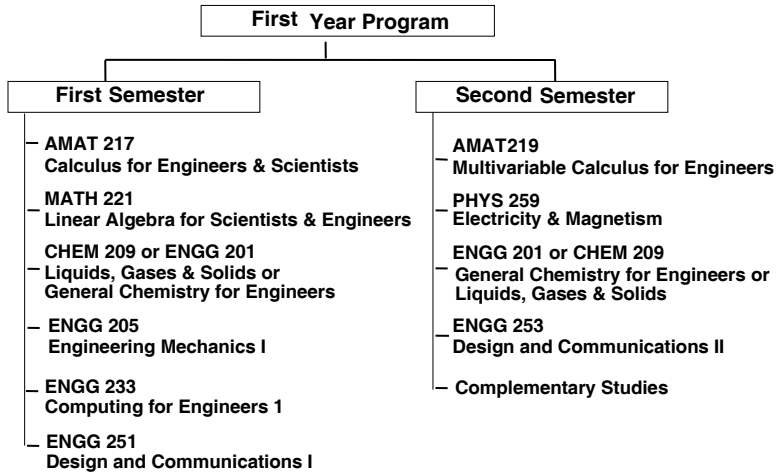 First Year Program
First Semester
AMAT 217
Calculus for Engineers & Scientists
MATH 221
Linear Algebra for Scientists & Engineers
CHEM 209 or ENGG 201
Liquids, Gases & Solids or
General Chemistry for Engineers
ENGG 205
Engineering Mechanics I
ENGG 233
Computing for Engineers 1
ENGG 251
Design and Communications I
Second Semester
AMAT219
Multivariable Calculus for Engineers
PHYS 259
Electricity & Magnetism
ENGG 201 or CHEM 209
General Chemistry for Engineers or
Liquids, Gases & Solids
ENGG 253
Design and Communications II
Complementary Studies